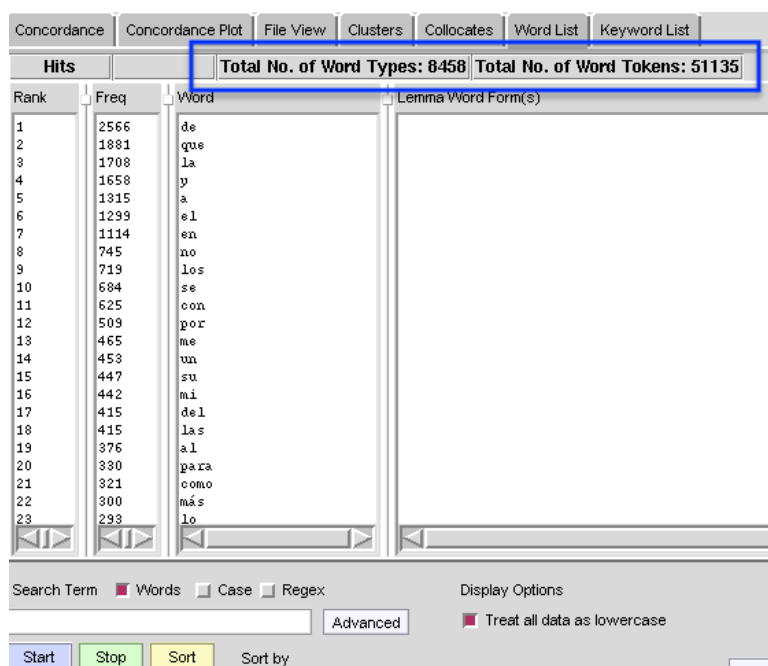 Concordance Concordance Plot File View Clusters Collocates Word List Keyword List
Hits Total No. of Word Types: 8458 Total No. of Word Tokens: 51135
Rank Freq Word Lemma Word Form(s)
1 2566 de
2 1881 que
3 1708 la
4 1658 y
5 1315 a
6 1299 el
7 1114 en
8 745 no
9 719 los
10 684 se
11 625 con
12 509 por
13 465 me
14 453 un
15 447 su
16 442 mi
17 415 del
18 415 las
19 376 al
20 330 para
21 321 como
22 300 más
23 293 lo
Search Term Words Case Regex Display Options
Advanced Treat all data as lowercase
Start Stop Sort Sort by